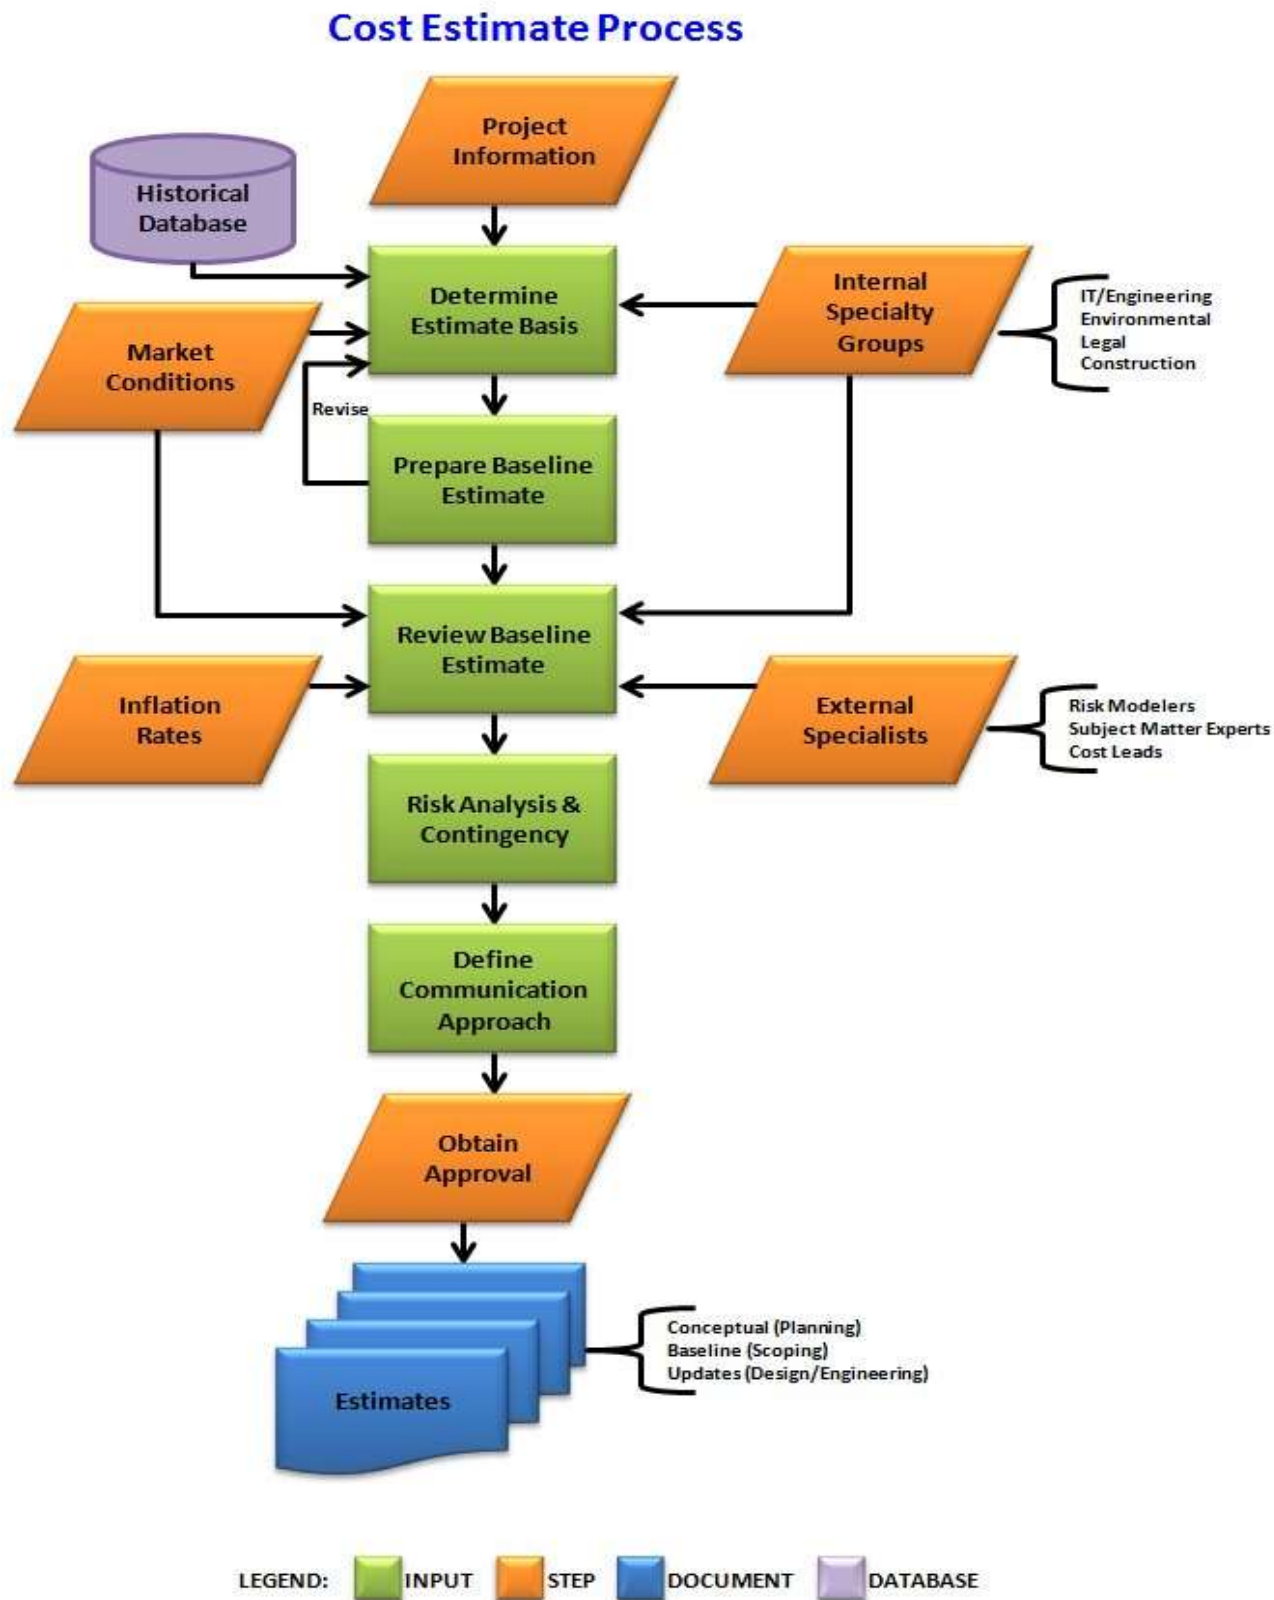 Cost Estimate Process
Project
Information
Historical
Database
Determine
Estimate Basis
Internal
Specialty
Groups
IT/Engineering
Environmental
Legal
Construction
Market
Conditions
Revise
Prepare Baseline
Estimate
Review Baseline
Estimate
Inflation
Rates
External
Specialists
Risk Modelers
Subject Matter Experts
Cost Leads
Risk Analysis &
Contingency
Define
Communication
Approach
Obtain
Approval
Estimates
Conceptual (Planning)
Baseline (Scoping)
Updates (Design/Engineering)
LEGEND: INPUT STEP DOCUMENT DATABASE